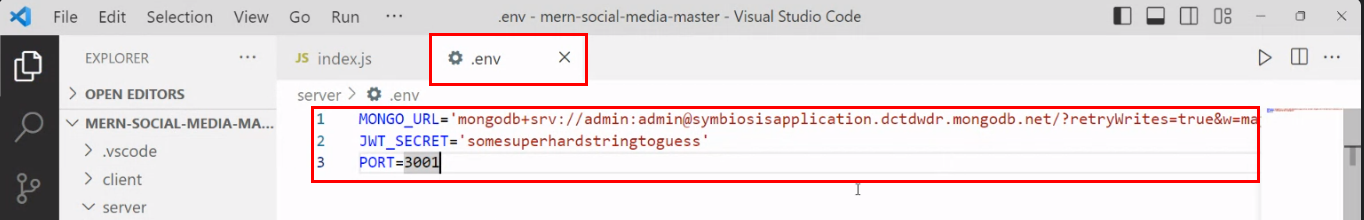 File Edit Selection View Go Run ··· .env - mern-social-media-master - Visual Studio Code
EXPLORER ···
JS index.js
.env
OPEN EDITORS
server > .env
MERN-SOCIAL-MEDIA-MA...
1 MONGO_URL='mongodb+srv://admin:admin@symbiosisapplication.dctdwdr.mongodb.net/?retryWrites=true&w=ma
2 JWT_SECRET='somesuperhardstringtoguess'
3 PORT=3001
.vscode
client
server